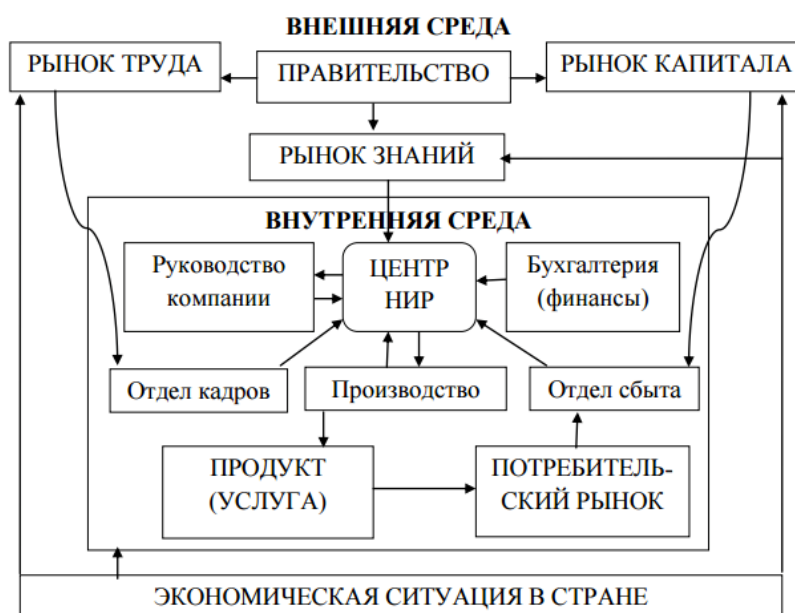 ВНЕШНЯЯ СРЕДА
РЫНОК ТРУДА
ПРАВИТЕЛЬСТВО
РЫНОК КАПИТАЛА
РЫНОК ЗНАНИЙ
ВНУТРЕННЯЯ СРЕДА
Руководство
компании
ЦЕНТР
НИР
Бухгалтерия
(финансы)
Отдел кадров
Производство
Отдел сбыта
ПРОДУКТ
(УСЛУГА)
ПОТРЕБИТЕЛЬ-
СКИЙ РЫНОК
ЭКОНОМИЧЕСКАЯ СИТУАЦИЯ В СТРАНЕ